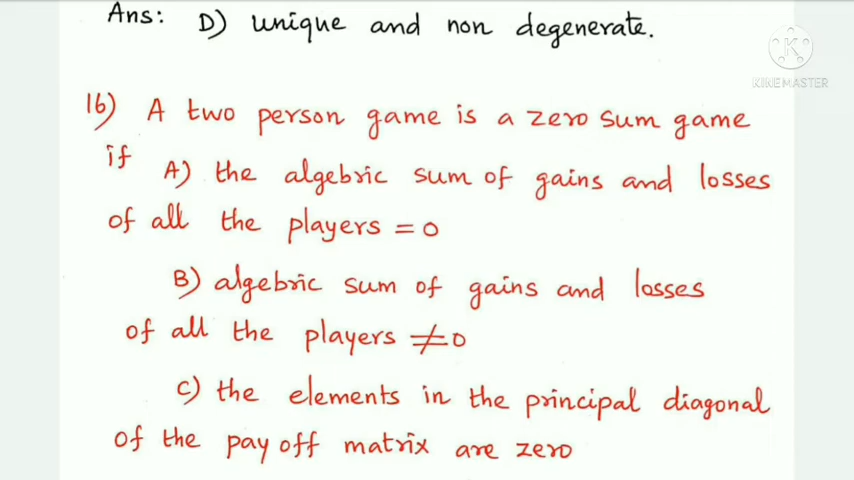 Ans: D) unique and non degenerate.
K
KINEMASTER
16) A two person game is a zero sum game
if A) the algebric sum of gains and losses
of all the players = 0
B) algebric sum of gains and losses
of all the players ≠ 0
C) the elements in the principal diagonal
of the pay off matrix are zero